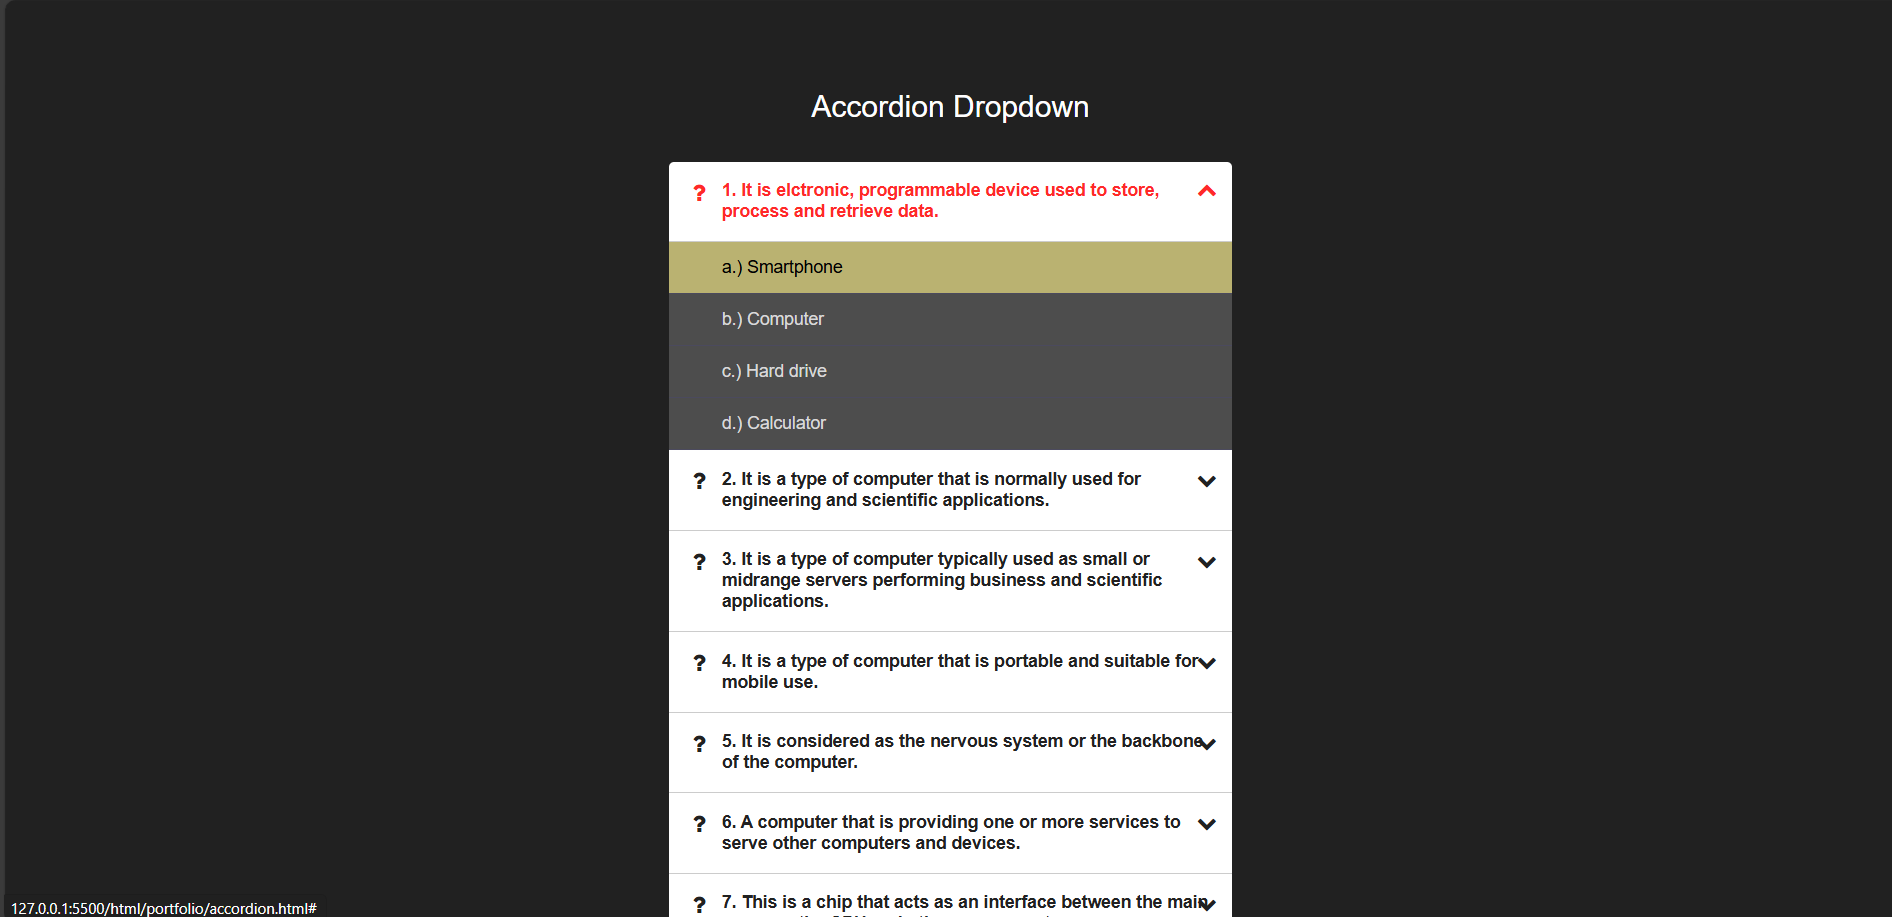 Accordion Dropdown
? 1. It is elctronic, programmable device used to store,
process and retrieve data.
a.) Smartphone
b.) Computer
c.) Hard drive
d.) Calculator
? 2. It is a type of computer that is normally used for
engineering and scientific applications.
? 3. It is a type of computer typically used as small or
midrange servers performing business and scientific
applications.
? 4. It is a type of computer that is portable and suitable for
mobile use.
? 5. It is considered as the nervous system or the backbone
of the computer.
? 6. A computer that is providing one or more services to
serve other computers and devices.
? 7. This is a chip that acts as an interface between the main
127.0.0.1:5500/html/portfolio/accordion.html#